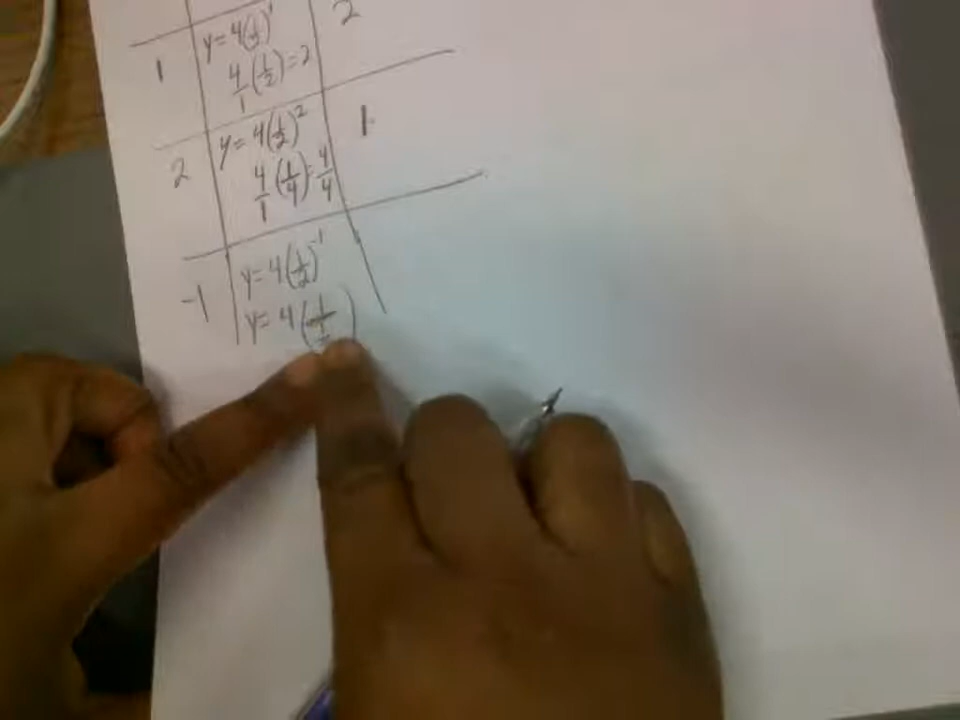 1 y = 4(1/2)^1 2
4/1 (1/2) = 2
2 y = 4(1/2)^2 1
4/1 (1/4) = 4/4
-1 y = 4(1/2)^-1
y = 4(